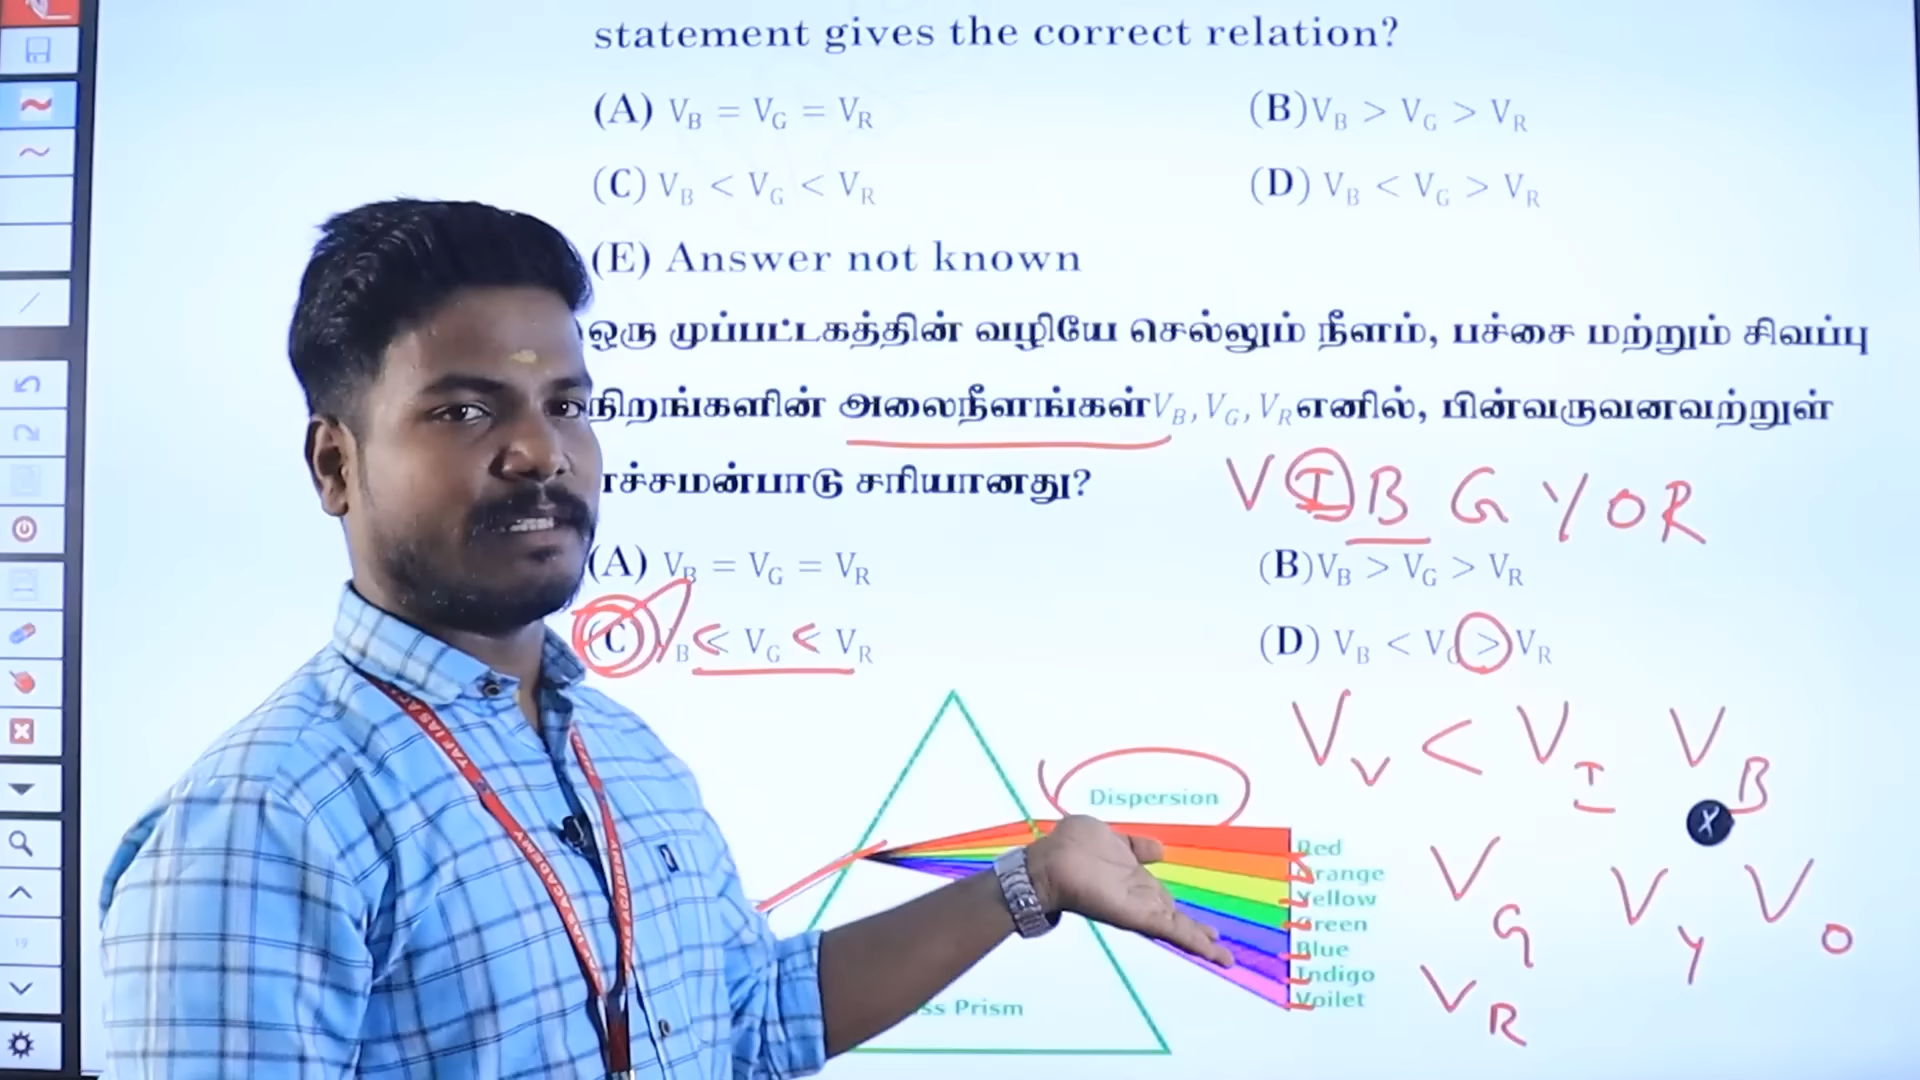 statement gives the correct relation?
(A) V_B = V_G = V_R
(B) V_B > V_G > V_R
(C) V_B < V_G < V_R
(D) V_B < V_G > V_R
(E) Answer not known
ஒரு முப்பட்டகத்தின் வழியே செல்லும் நீளம், பச்சை மற்றும் சிவப்பு
நிறங்களின் அலைநீளங்கள் V_B, V_G, V_R எனில், பின்வருவனவற்றுள்
ச்சமன்பாடு சரியானது?
V I B G Y O R
(A) V_B = V_G = V_R
(B) V_B > V_G > V_R
(C) V_B < V_G < V_R
(D) V_B < V_G > V_R
V_V < V_I V_B
Dispersion
Red
Orange
Yellow
Green
Blue
Indigo
Voilet
V_G V_Y V_O
V_R
ss Prism
19
ACADEMY